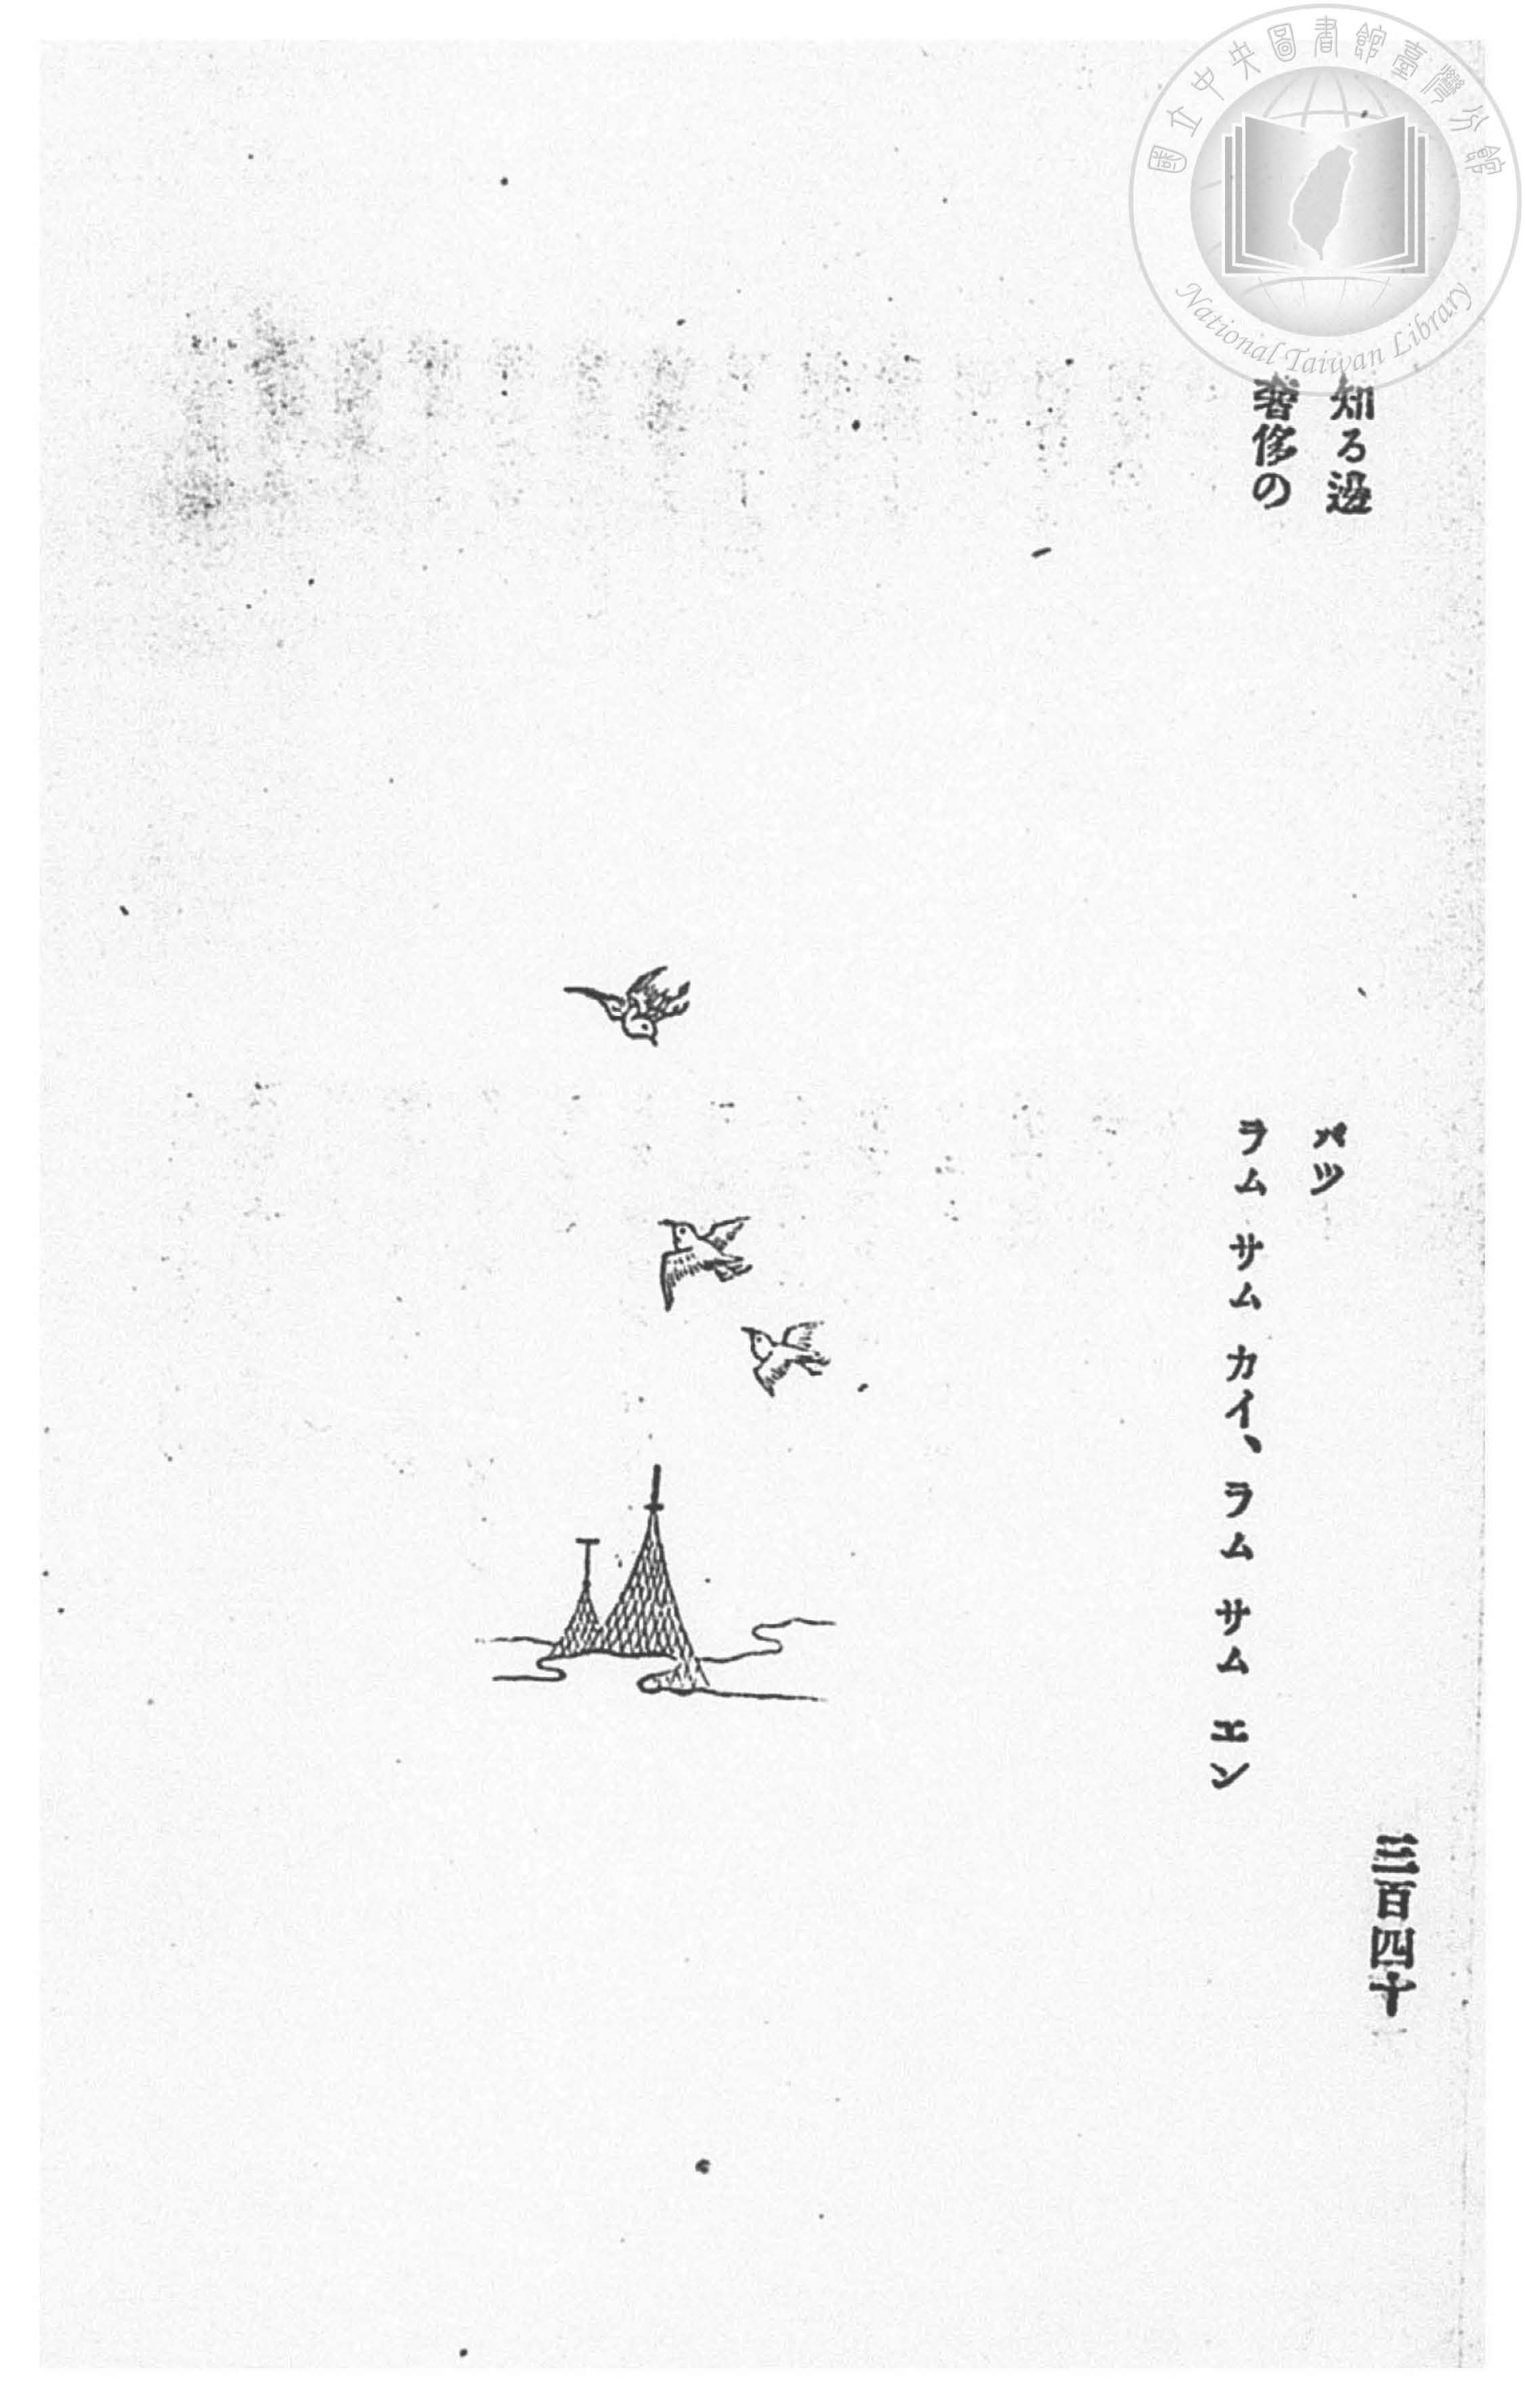 三百四十
知る邊
パツ
奢侈の
ラム サム カイ、ラム サム エン
國立中央圖書館臺灣分館
National Taiwan Library